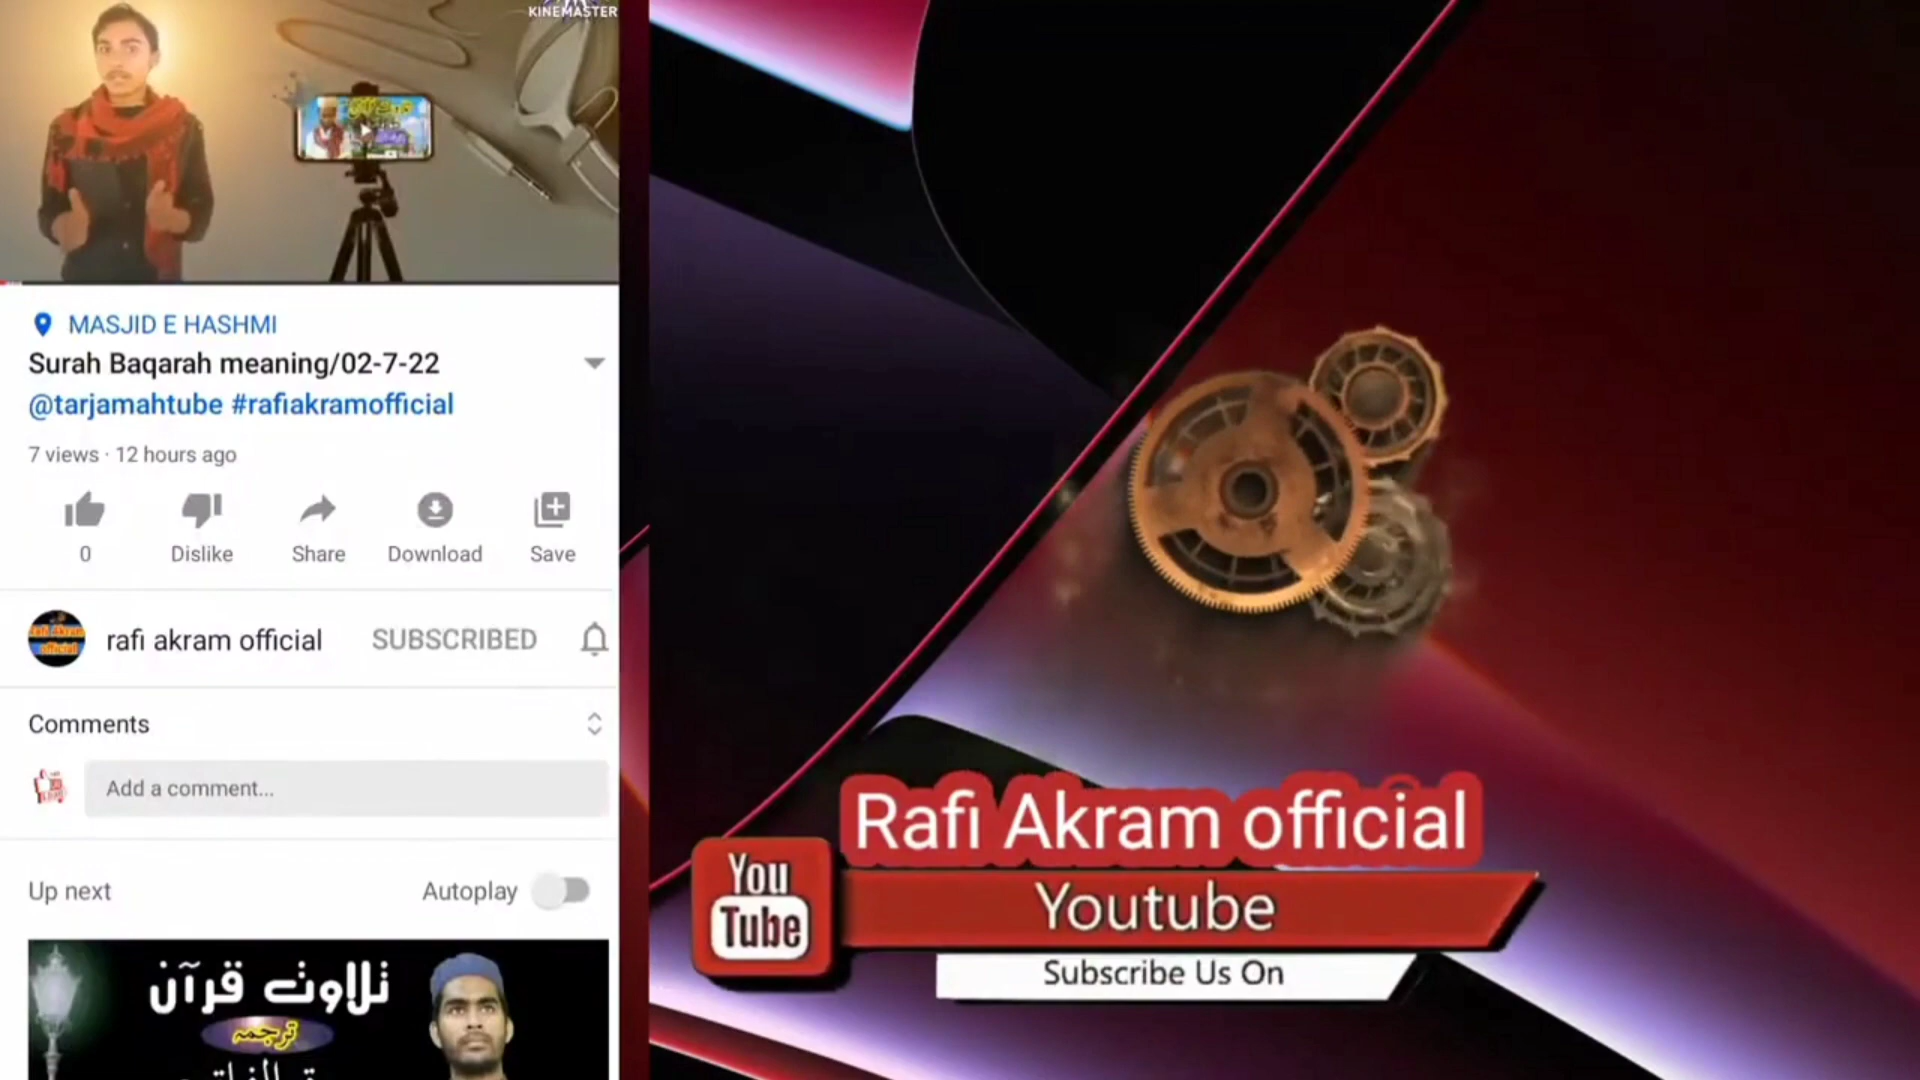 KINEMASTER
MASJID E HASHMI
Surah Baqarah meaning/02-7-22
@tarjamahtube #rafiakramofficial
7 views · 12 hours ago
0
Dislike
Share
Download
Save
rafi akram official
SUBSCRIBED
Comments
Add a comment...
Up next
Autoplay
تلاوت قرآن
ترجمہ
Rafi Akram official
You
Tube
Youtube
Subscribe Us On